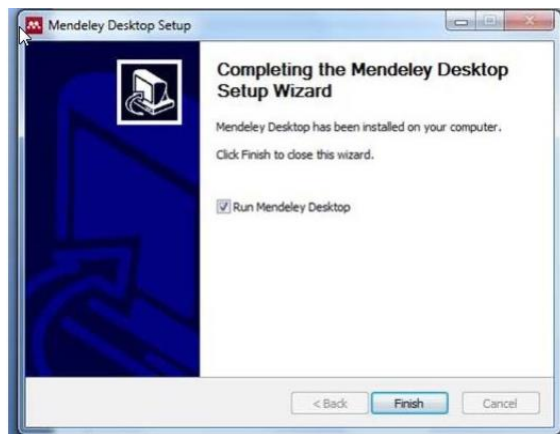 Mendeley Desktop Setup
Completing the Mendeley Desktop
Setup Wizard
Mendeley Desktop has been installed on your computer.
Click Finish to close this wizard.
Run Mendeley Desktop
< Back
Finish
Cancel